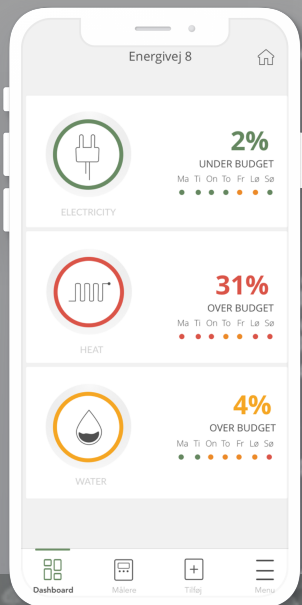 Energivej 8
2%
UNDER BUDGET
Ma Ti On To Fr Lø Sø
ELECTRICITY
31%
OVER BUDGET
Ma Ti On To Fr Lø Sø
HEAT
4%
OVER BUDGET
Ma Ti On To Fr Lø Sø
WATER
Dashboard Målere Tilføj Menu